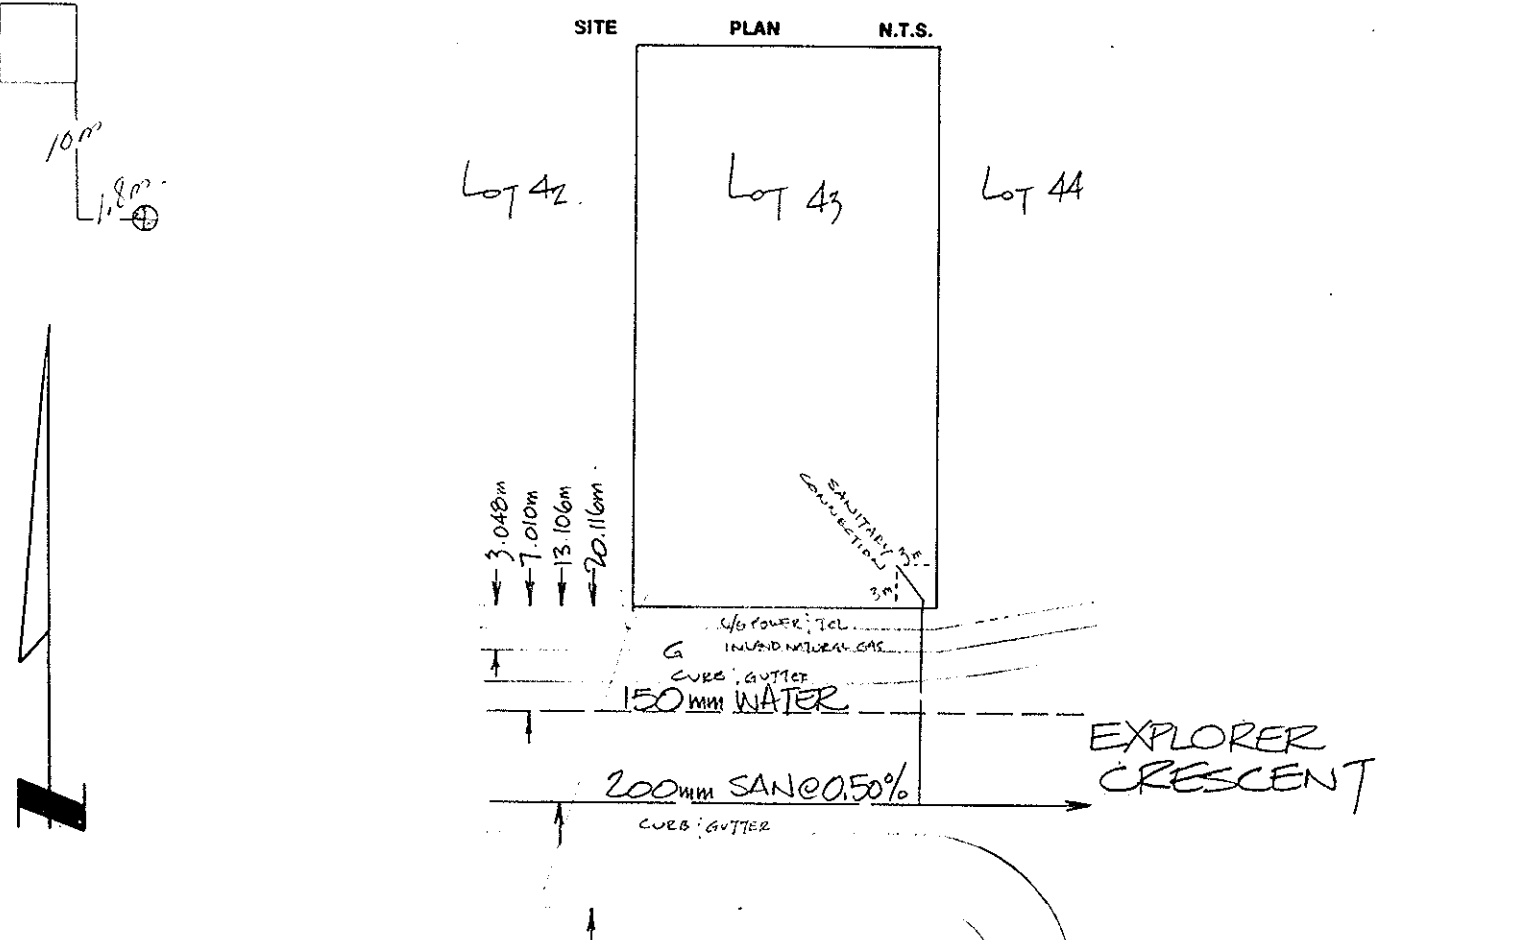 SITE PLAN N.T.S.
10m
1.8m
LOT 42
LOT 43
LOT 44
3.048m
7.010m
13.106m
20.116m
SANITARY
CONNECTION
3m
3m
U/G POWER & TEL
G INLAND NATURAL GAS
CURB & GUTTER
150mm WATER
EXPLORER
CRESCENT
200mm SAN @ 0.50%
CURB & GUTTER